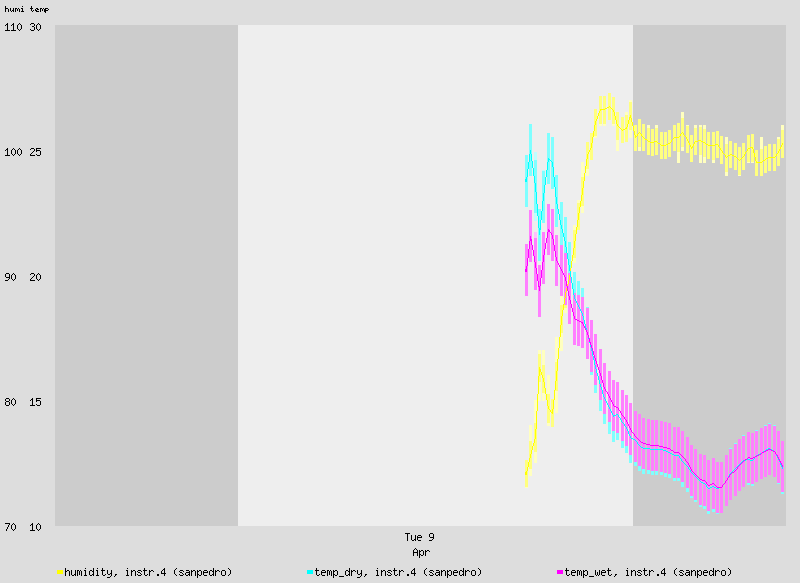 humi temp
110 30
100 25
90 20
80 15
70 10
Tue 9
Apr
humidity, instr.4 (sanpedro) temp_dry, instr.4 (sanpedro) temp_wet, instr.4 (sanpedro)